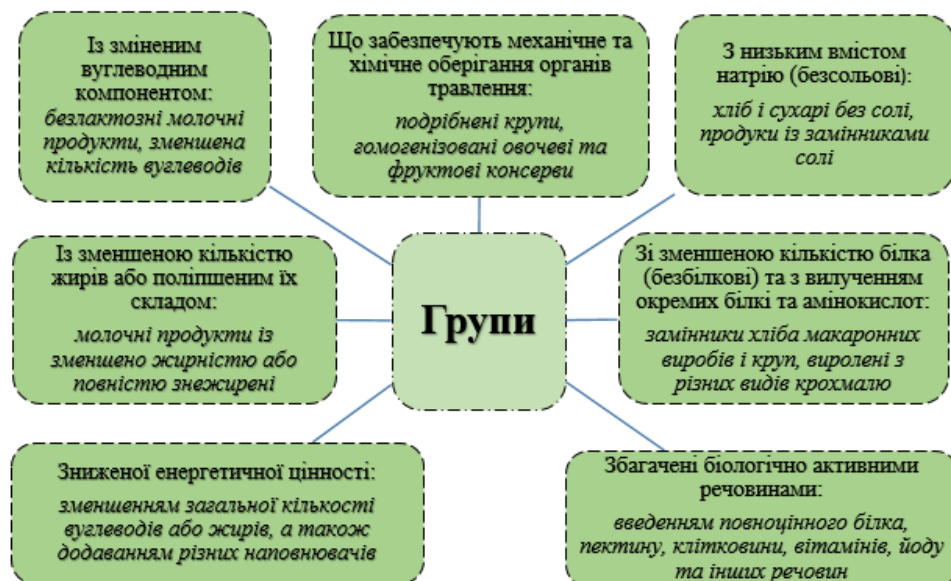 Із зміненим
вуглеводним
компонентом:
безлактозні молочні
продукти, зменшена
кількість вуглеводів
Що забезпечують механічне та
хімічне оберігання органів
травлення:
подрібнені крупи,
гомогенізовані овочеві та
фруктові консерви
З низьким вмістом
натрію (безсольові):
хліб і сухарі без солі,
продуки із замінниками
солі
Із зменшеною кількістю
жирів або поліпшеним їх
складом:
молочні продукти із
зменшено жирністю або
повністю знежирені
Групи
Зі зменшеною кількістю білка
(безбілкові) та з вилученням
окремих білкі та амінокислот:
замінники хліба макаронних
виробів і круп, виролені з
різних видів крохмалю
Зниженої енергетичної цінності:
зменшенням загальної кількості
вуглеводів або жирів, а також
додаванням різних наповнювачів
Збагачені біологічно активними
речовинами:
введенням повноцінного білка,
пектину, клітковини, вітамінів, йоду
та інших речовин